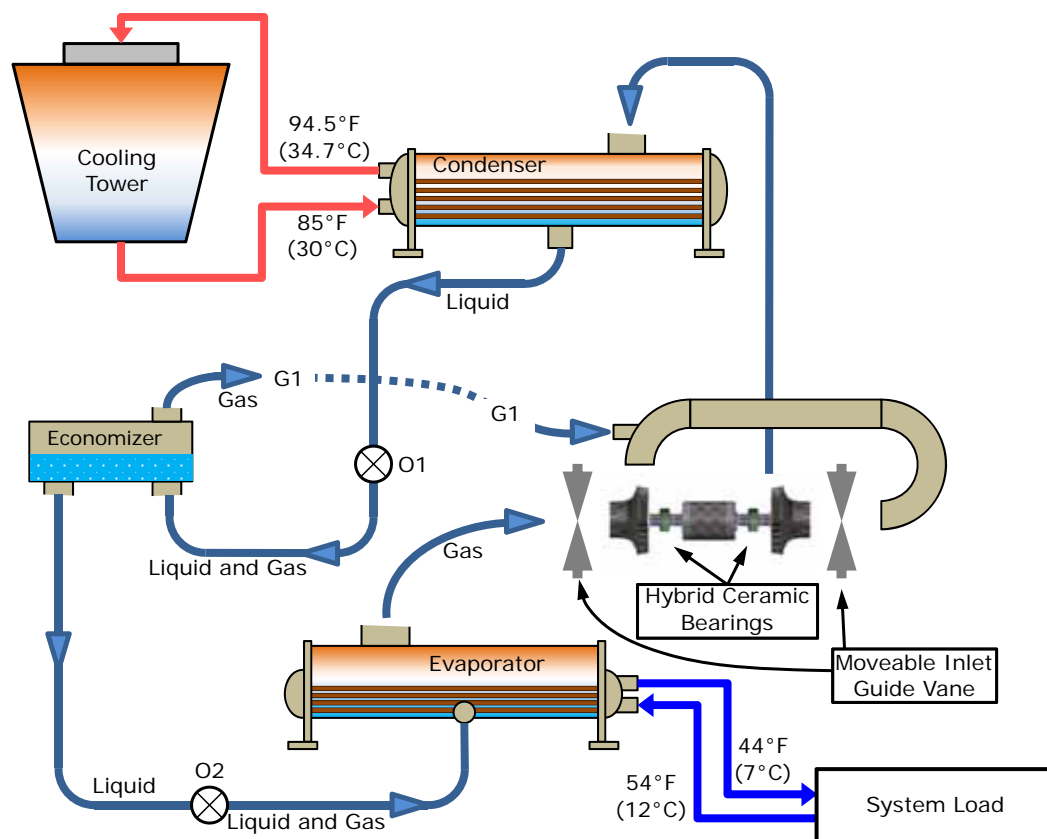 94.5°F
(34.7°C)
Condenser
Cooling
Tower
85°F
(30°C)
Liquid
G1
Gas
G1
Economizer
O1
Gas
Liquid and Gas
Hybrid Ceramic
Bearings
Evaporator
Moveable Inlet
Guide Vane
44°F
(7°C)
54°F
(12°C)
O2
Liquid
Liquid and Gas
System Load